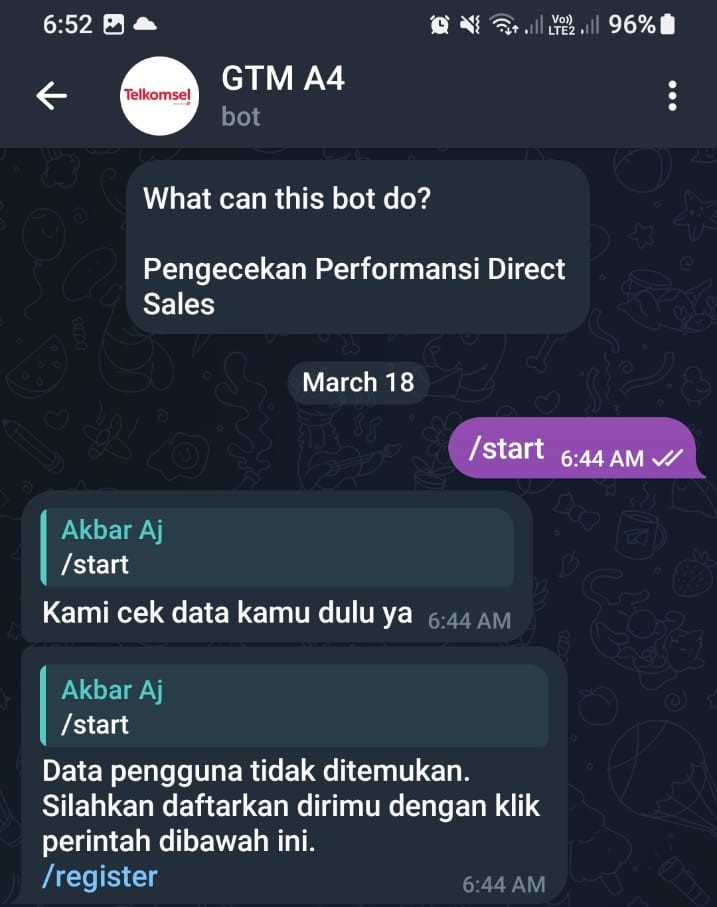 6:52
Vo))
LTE2
96%
Telkomsel
GTM A4
bot
What can this bot do?
Pengecekan Performansi Direct
Sales
March 18
/start 6:44 AM
Akbar Aj
/start
Kami cek data kamu dulu ya 6:44 AM
Akbar Aj
/start
Data pengguna tidak ditemukan.
Silahkan daftarkan dirimu dengan klik
perintah dibawah ini.
/register
6:44 AM